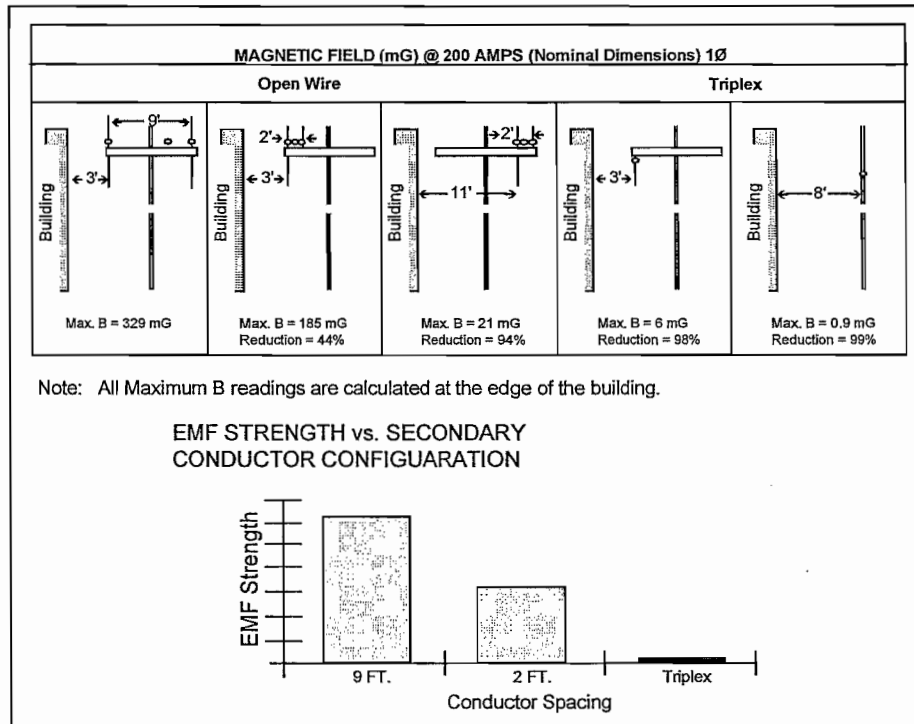 MAGNETIC FIELD (mG) @ 200 AMPS (Nominal Dimensions) 1Ø
Open Wire
Triplex
9'
3'
Building
Max. B = 329 mG
2'
3'
Building
Max. B = 185 mG
Reduction = 44%
2'
11'
Building
Max. B = 21 mG
Reduction = 94%
3'
Building
Max. B = 6 mG
Reduction = 98%
8'
Building
Max. B = 0.9 mG
Reduction = 99%
Note: All Maximum B readings are calculated at the edge of the building.
EMF STRENGTH vs. SECONDARY
CONDUCTOR CONFIGUARATION
EMF Strength
9 FT.
2 FT.
Triplex
Conductor Spacing